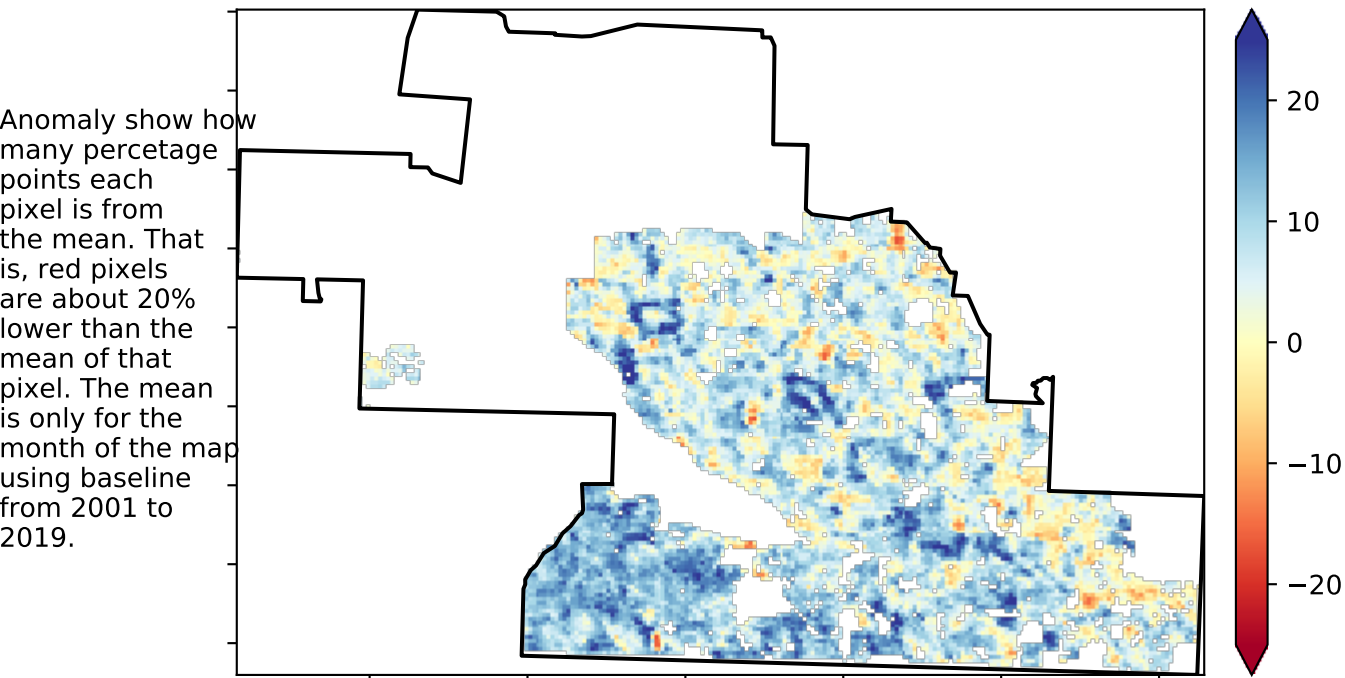 Anomaly show how
many percetage
points each
pixel is from
the mean. That
is, red pixels
are about 20%
lower than the
mean of that
pixel. The mean
is only for the
month of the map
using baseline
from 2001 to
2019.
20
10
0
−10
−20